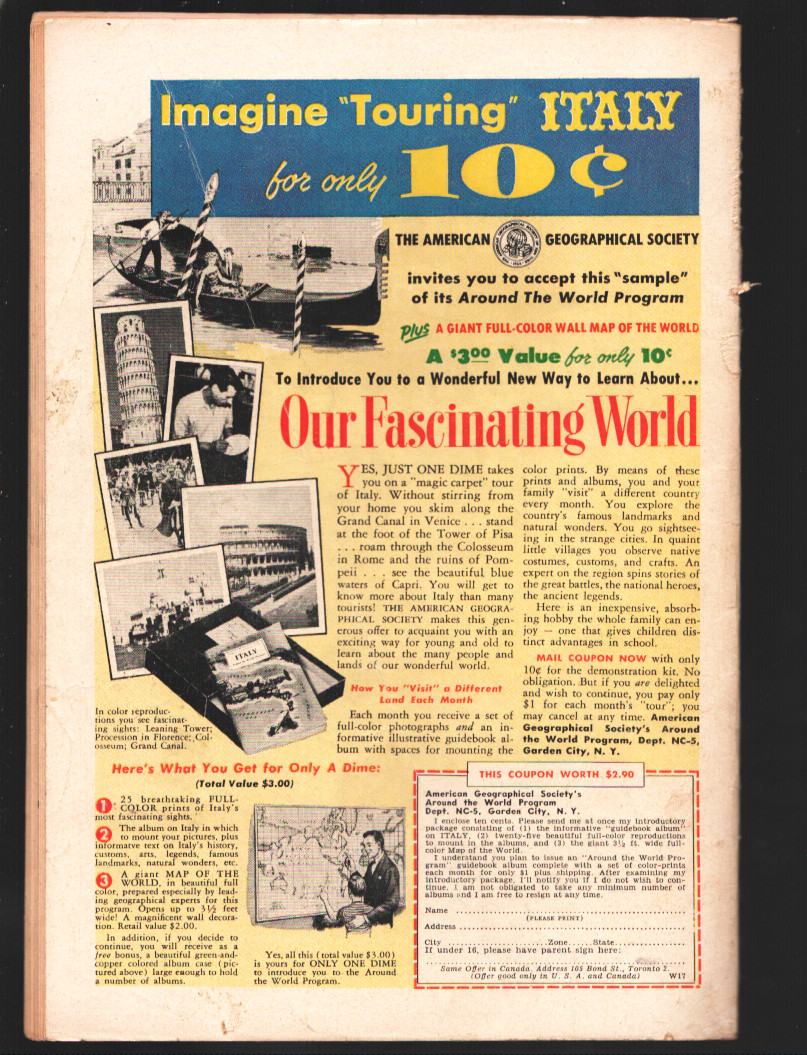 Imagine "Touring" ITALY
for only 10¢
THE AMERICAN GEOGRAPHICAL SOCIETY
invites you to accept this "sample"
of its Around The World Program
Plus A GIANT FULL-COLOR WALL MAP OF THE WORLD
A $3.00 Value for only 10¢
To Introduce You to a Wonderful New Way to Learn About...
Our Fascinating World
YES, JUST ONE DIME takes
you on a "magic carpet" tour
of Italy. Without stirring from
your home you skim along the
Grand Canal in Venice . . . stand
at the foot of the Tower of Pisa
. . . roam through the Colosseum
in Rome and the ruins of Pom-
peii . . . see the beautiful blue
waters of Capri. You will get to
know more about Italy than many
tourists! THE AMERICAN GEOGRA-
PHICAL SOCIETY makes this gen-
erous offer to acquaint you with an
exciting way for young and old to
learn about the many people and
lands of our wonderful world.
How You "Visit" a Different
Land Each Month
Each month you receive a set of
full-color photographs and an in-
formative illustrative guidebook al-
bum with spaces for mounting the
color prints. By means of these
prints and albums, you and your
family "visit" a different country
every month. You explore the
country's famous landmarks and
natural wonders. You go sightsee-
ing in the strange cities. In quaint
little villages you observe native
costumes, customs, and crafts. An
expert on the region spins stories of
the great battles, the national heroes,
the ancient legends.
Here is an inexpensive, absorb-
ing hobby the whole family can en-
joy — one that gives children dis-
tinct advantages in school.
MAIL COUPON NOW with only
10¢ for the demonstration kit. No
obligation. But if you are delighted
and wish to continue, you pay only
$1 for each month's "tour"; you
may cancel at any time. American
Geographical Society's Around
the World Program, Dept. NC-5,
Garden City, N. Y.
ITALY
In color reproduc-
tions you see fascinat-
ing sights: Leaning Tower;
Procession in Florence; Col-
osseum; Grand Canal.
Here's What You Get for Only A Dime:
(Total Value $3.00)
1 25 breathtaking FULL-
COLOR prints of Italy's
most fascinating sights.
2 The album on Italy in which
to mount your pictures, plus
informative text on Italy's history,
customs, arts, legends, famous
landmarks, natural wonders, etc.
3 A giant MAP OF THE
WORLD, in beautiful full
color, prepared especially by lead-
ing geographical experts for this
program. Opens up to 3½ feet
wide! A magnificent wall decora-
tion. Retail value $2.00.
In addition, if you decide to
continue, you will receive as a
free bonus, a beautiful green-and-
copper colored album case (pic-
tured above) large enough to hold
a number of albums.
Yes, all this (total value $3.00)
is yours for ONLY ONE DIME
to introduce you to the Around
the World Program.
THIS COUPON WORTH $2.90
American Geographical Society's
Around the World Program
Dept. NC-5, Garden City, N. Y.
I enclose ten cents. Please send me at once my introductory
package consisting of (1) the informative "guidebook album"
on ITALY, (2) twenty-five beautiful full-color reproductions
to mount in the albums, and (3) the giant 3½ ft. wide full-
color Map of the World.
I understand you plan to issue an "Around the World Pro-
gram" guidebook album complete with a set of color-prints
each month for only $1 plus shipping. After examining my
introductory package, I'll notify you if I do not wish to con-
tinue. I am not obligated to take any minimum number of
albums and I am free to resign at any time.
Name
(PLEASE PRINT)
Address
City Zone State
If under 16, please have parent sign here:
Same Offer in Canada. Address 105 Bond St., Toronto 2.
(Offer good only in U. S. A. and Canada) W17